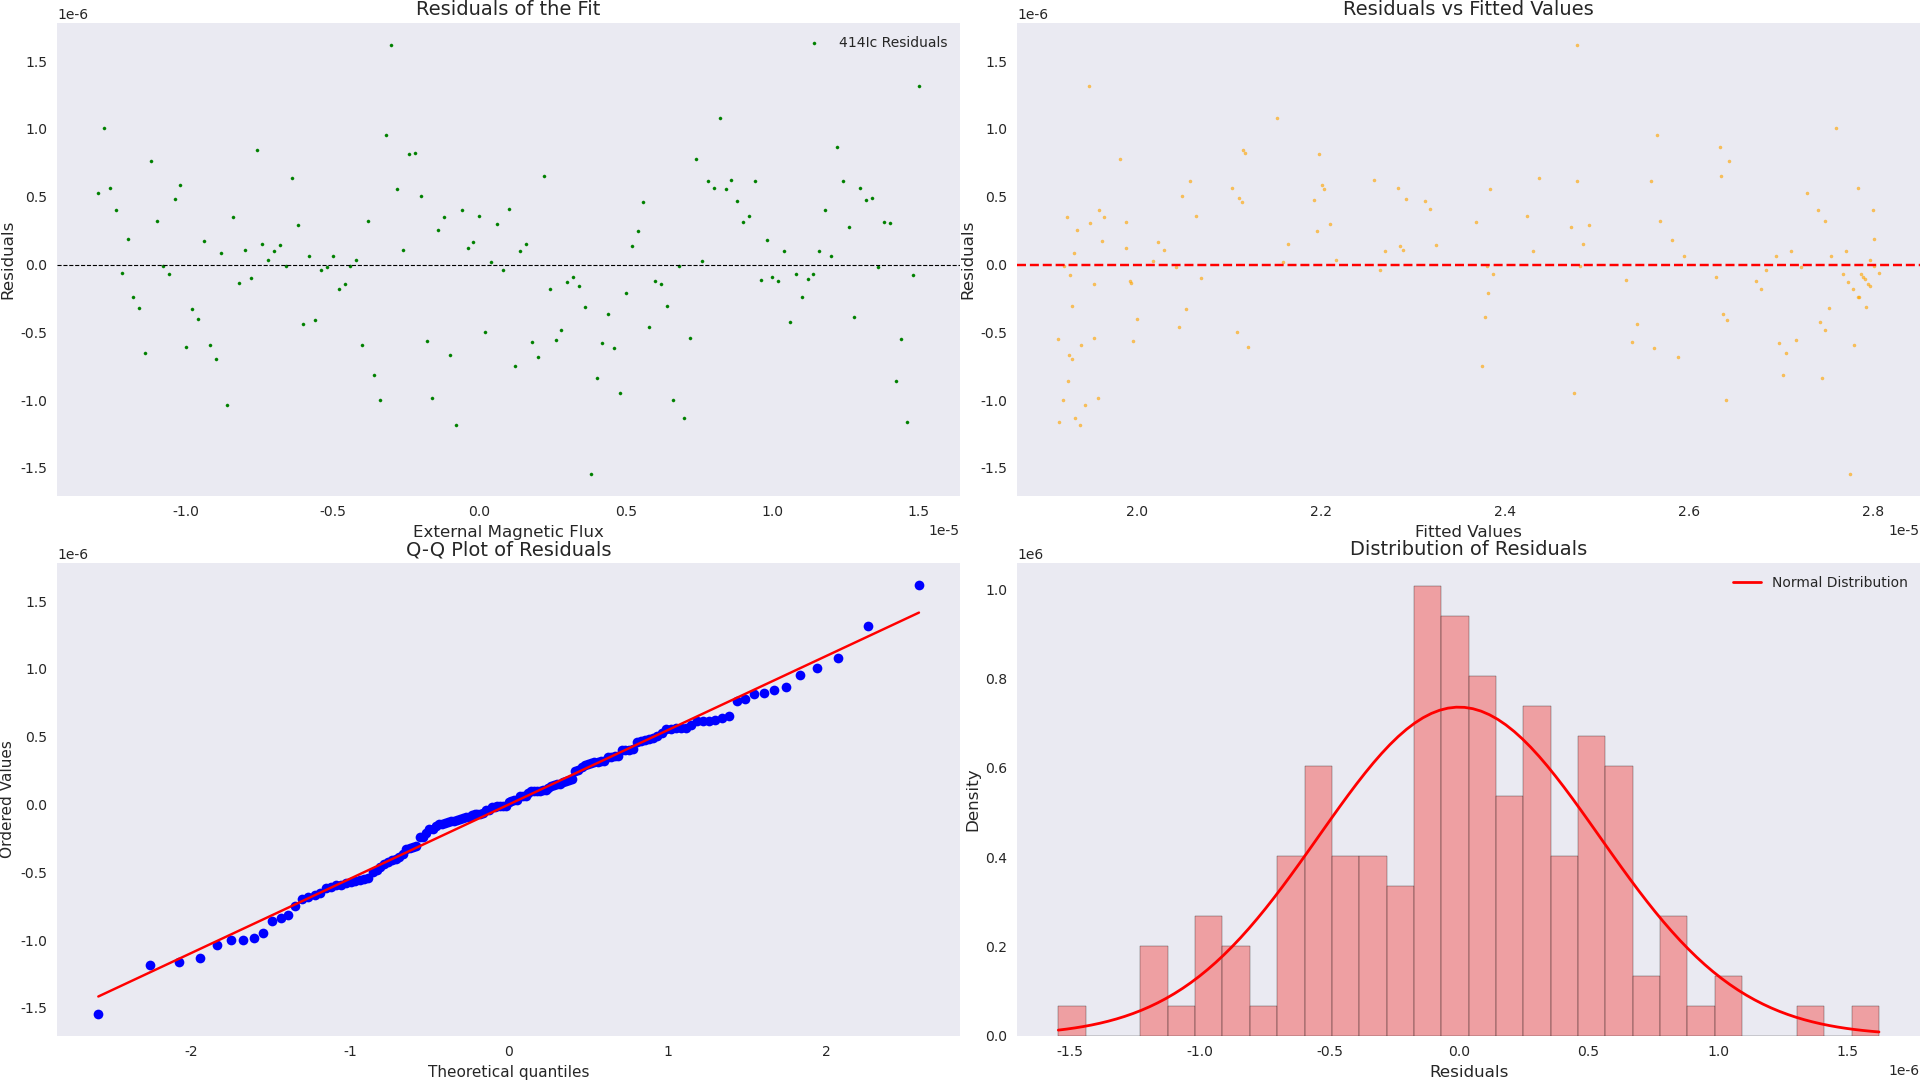 Residuals of the Fit
1e-6
414Ic Residuals
1.5
1.0
0.5
0.0
-0.5
-1.0
-1.5
Residuals
-1.0
-0.5
0.0
0.5
1.0
1.5
1e-5
External Magnetic Flux
Residuals vs Fitted Values
1e-6
1.5
1.0
0.5
0.0
-0.5
-1.0
-1.5
Residuals
2.0
2.2
2.4
2.6
2.8
1e-5
Fitted Values
Q-Q Plot of Residuals
1e-6
1.5
1.0
0.5
0.0
-0.5
-1.0
-1.5
Ordered Values
-2
-1
0
1
2
Theoretical quantiles
Distribution of Residuals
1e6
Normal Distribution
1.0
0.8
0.6
0.4
0.2
0.0
Density
-1.5
-1.0
-0.5
0.0
0.5
1.0
1.5
1e-6
Residuals